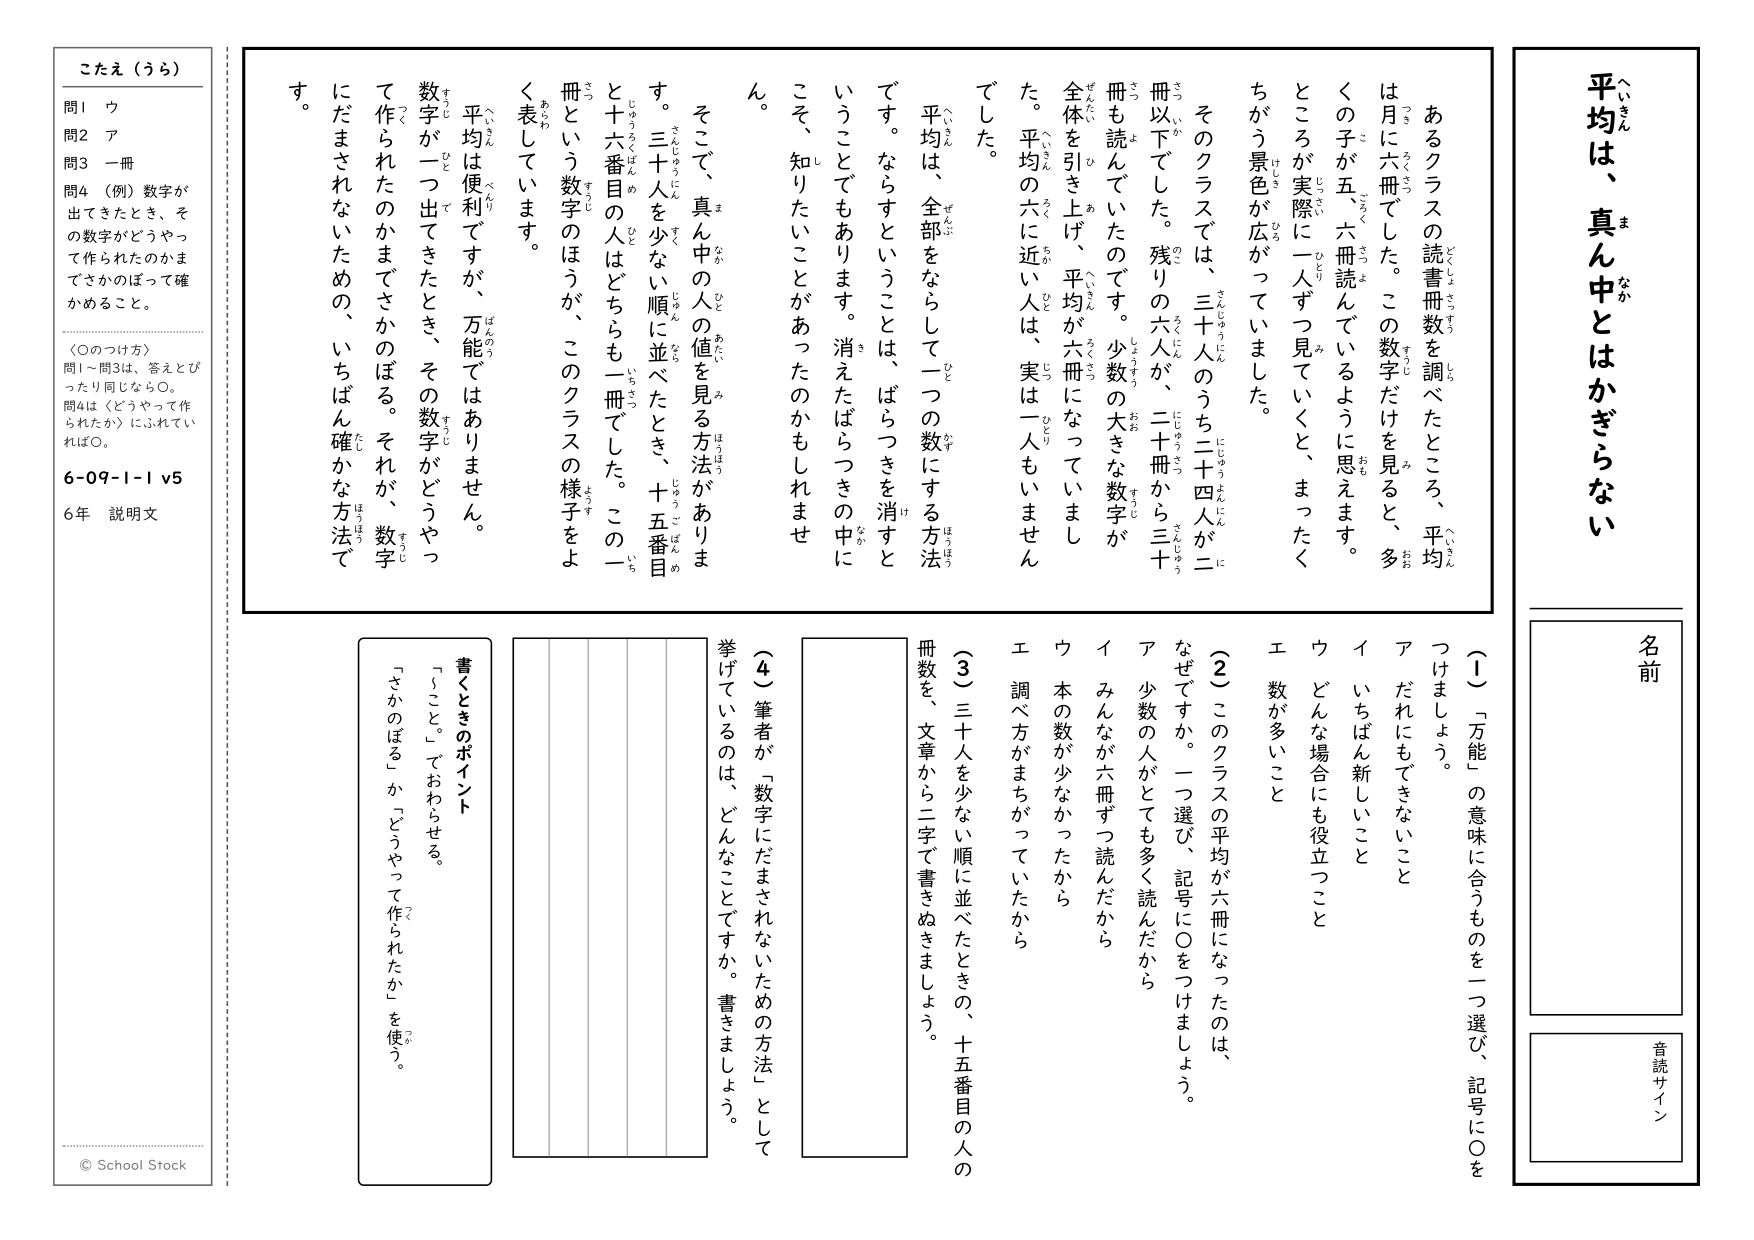 平均は、真ん中とはかぎらない
名前
音読サイン
あるクラスの読書冊数を調べたところ、平均
は月に六冊でした。この数字だけを見ると、多
くの子が五、六冊読んでいるように思えます。
ところが実際に一人ずつ見ていくと、まったく
ちがう景色が広がっていました。
そのクラスでは、三十人のうち二十四人が二
冊以下でした。残りの六人が、二十冊から三十
冊も読んでいたのです。少数の大きな数字が
全体を引き上げ、平均が六冊になっていまし
た。平均の六に近い人は、実は一人もいません
でした。
平均は、全部をならして一つの数にする方法
です。ならすということは、ばらつきを消すと
いうことでもあります。消えたばらつきの中に
こそ、知りたいことがあったのかもしれませ
ん。
そこで、真ん中の人の値を見る方法がありま
す。三十人を少ない順に並べたとき、十五番目
と十六番目の人はどちらも一冊でした。この一
冊という数字のほうが、このクラスの様子をよ
く表しています。
平均は便利ですが、万能ではありません。
数字が一つ出てきたとき、その数字がどうやっ
て作られたのかまでさかのぼる。それが、数字
にだまされないための、いちばん確かな方法で
す。
（1）「万能」の意味に合うものを一つ選び、記号に〇を
つけましょう。
ア　だれにもできないこと
イ　いちばん新しいこと
ウ　どんな場合にも役立つこと
エ　数が多いこと
（2）このクラスの平均が六冊になったのは、
なぜですか。一つ選び、記号に〇をつけましょう。
ア　少数の人がとても多く読んだから
イ　みんなが六冊ずつ読んだから
ウ　本の数が少なかったから
エ　調べ方がまちがっていたから
（3）三十人を少ない順に並べたときの、十五番目の人の
冊数を、文章から二字で書きぬきましょう。
（4）筆者が「数字にだまされないための方法」として
挙げているのは、どんなことですか。書きましょう。
書くときのポイント
「〜こと。」でおわらせる。
「さかのぼる」か「どうやって作られたか」を使う。
こたえ（うら）
問1　ウ
問2　ア
問3　一冊
問4　（例）数字が
出てきたとき、そ
の数字がどうやっ
て作られたのかま
でさかのぼって確
かめること。
〈〇のつけ方〉
問1〜問3は、答えとぴ
ったり同じなら〇。
問4は〈どうやって作
られたか〉にふれてい
れば〇。
6-09-1-1 v5
6年　説明文
© School Stock